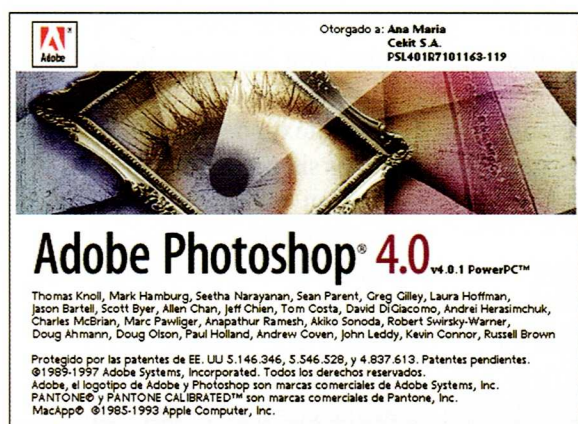 Adobe
Otorgado a: Ana Maria
Cekit S.A.
PSL401R7101163-119
Adobe Photoshop® 4.0 v4.0.1 PowerPC™
Thomas Knoll, Mark Hamburg, Seetha Narayanan, Sean Parent, Greg Gilley, Laura Hoffman,
Jason Bartell, Scott Byer, Allen Chan, Jeff Chien, Tom Costa, David DiGiacomo, Andrei Herasimchuk,
Charles McBrian, Marc Pawliger, Anapathur Ramesh, Akiko Sonoda, Robert Swirsky-Warner,
Doug Ahmann, Doug Olson, Paul Holland, Andrew Coven, John Leddy, Kevin Connor, Russell Brown
Protegido por las patentes de EE. UU 5.146.346, 5.546.528, y 4.837.613. Patentes pendientes.
©1989-1997 Adobe Systems, Incorporated. Todos los derechos reservados.
Adobe, el logotipo de Adobe y Photoshop son marcas comerciales de Adobe Systems, Inc.
PANTONE® y PANTONE CALIBRATED™ son marcas comerciales de Pantone, Inc.
MacApp® ©1985-1993 Apple Computer, Inc.